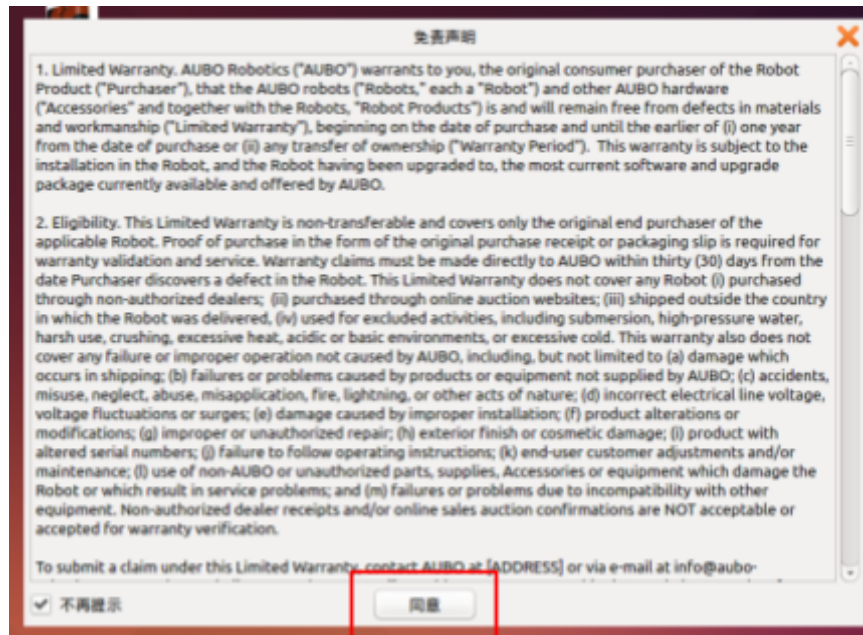 免责声明
1. Limited Warranty. AUBO Robotics ("AUBO") warrants to you, the original consumer purchaser of the Robot
Product ("Purchaser"), that the AUBO robots ("Robots," each a "Robot") and other AUBO hardware
("Accessories" and together with the Robots, "Robot Products") is and will remain free from defects in materials
and workmanship ("Limited Warranty"), beginning on the date of purchase and until the earlier of (i) one year
from the date of purchase or (ii) any transfer of ownership ("Warranty Period"). This warranty is subject to the
installation in the Robot, and the Robot having been upgraded to, the most current software and upgrade
package currently available and offered by AUBO.
2. Eligibility. This Limited Warranty is non-transferable and covers only the original end purchaser of the
applicable Robot. Proof of purchase in the form of the original purchase receipt or packaging slip is required for
warranty validation and service. Warranty claims must be made directly to AUBO within thirty (30) days from the
date Purchaser discovers a defect in the Robot. This Limited Warranty does not cover any Robot (i) purchased
through non-authorized dealers; (ii) purchased through online auction websites; (iii) shipped outside the country
in which the Robot was delivered, (iv) used for excluded activities, including submersion, high-pressure water,
harsh use, crushing, excessive heat, acidic or basic environments, or excessive cold. This warranty also does not
cover any failure or improper operation not caused by AUBO, including, but not limited to (a) damage which
occurs in shipping; (b) failures or problems caused by products or equipment not supplied by AUBO; (c) accidents,
misuse, neglect, abuse, misapplication, fire, lightning, or other acts of nature; (d) incorrect electrical line voltage,
voltage fluctuations or surges; (e) damage caused by improper installation; (f) product alterations or
modifications; (g) improper or unauthorized repair; (h) exterior finish or cosmetic damage; (i) product with
altered serial numbers; (j) failure to follow operating instructions; (k) end-user customer adjustments and/or
maintenance; (l) use of non-AUBO or unauthorized parts, supplies, Accessories or equipment which damage the
Robot or which result in service problems; and (m) failures or problems due to incompatibility with other
equipment. Non-authorized dealer receipts and/or online sales auction confirmations are NOT acceptable or
accepted for warranty verification.
To submit a claim under this Limited Warranty, contact AUBO at [ADDRESS] or via e-mail at info@aubo-
不再提示
同意